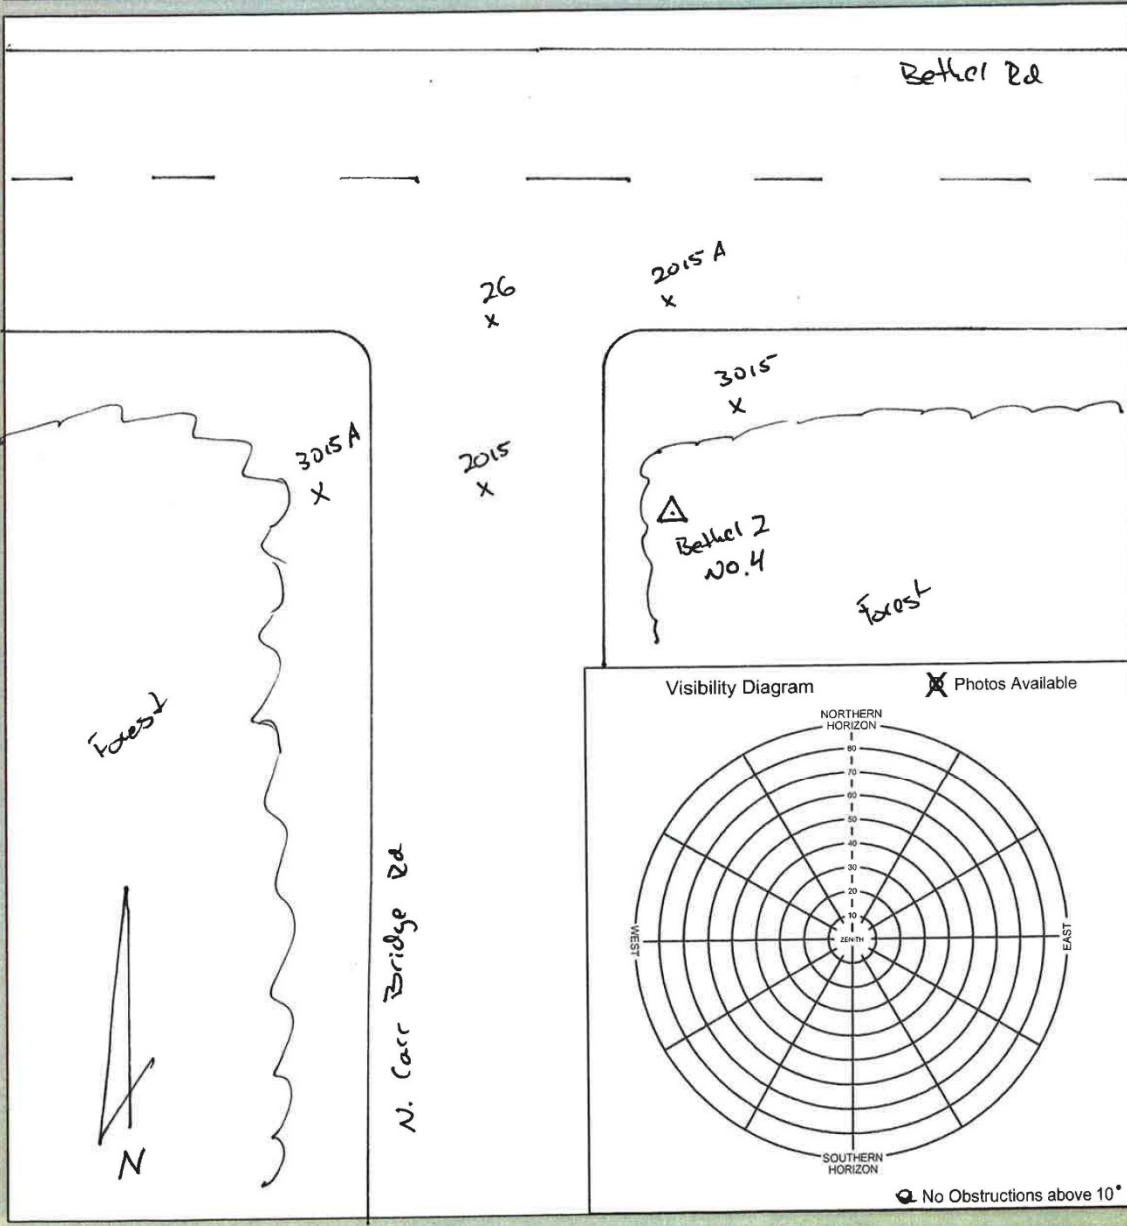 Bethel Rd
2015 A
26
x
x
3015
x
3015 A
x
2015
x
Bethel 2
No.4
Forest
Forest
N. Carr Bridge Rd
N
Visibility Diagram
Photos Available
NORTHERN
HORIZON
80
70
60
50
40
30
20
10
ZENITH
WEST
EAST
SOUTHERN
HORIZON
No Obstructions above 10°